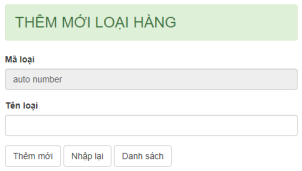 THÊM MỚI LOẠI HÀNG
Mã loại
auto number
Tên loại
Thêm mới Nhập lại Danh sách